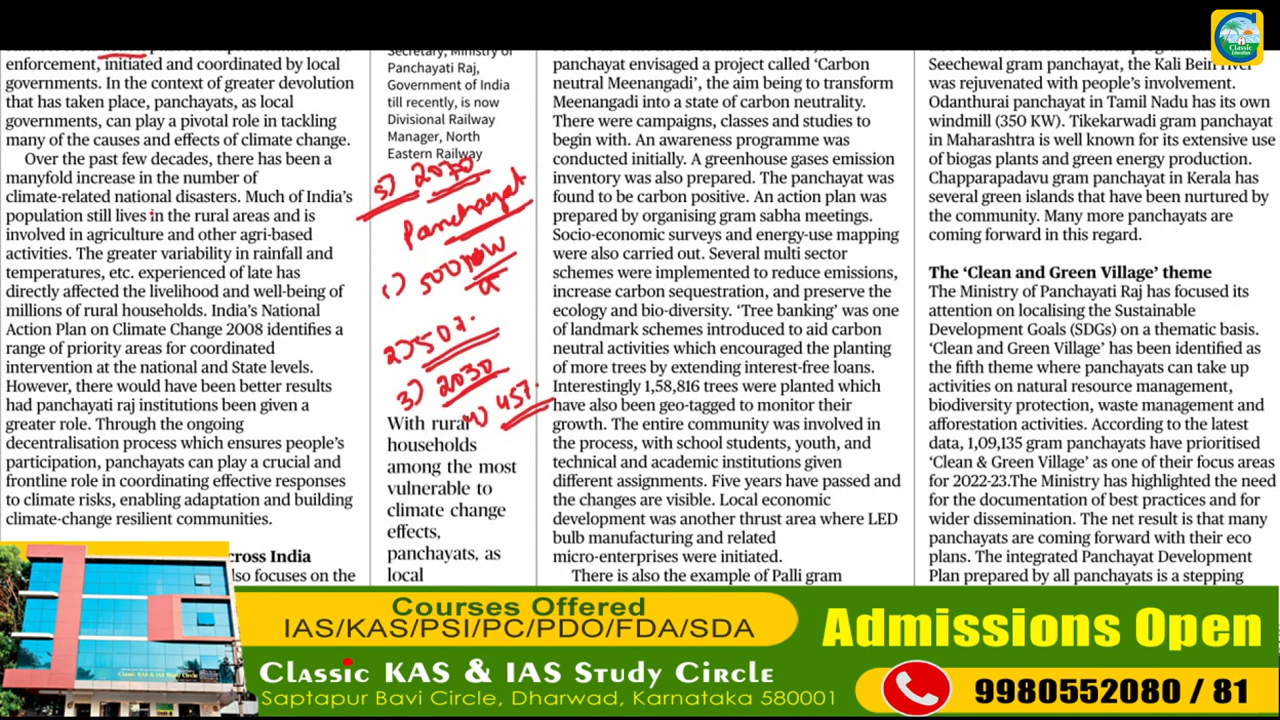 enforcement, initiated and coordinated by local
governments. In the context of greater devolution
that has taken place, panchayats, as local
governments, can play a pivotal role in tackling
many of the causes and effects of climate change.
Over the past few decades, there has been a
manyfold increase in the number of
climate-related national disasters. Much of India's
population still lives in the rural areas and is
involved in agriculture and other agri-based
activities. The greater variability in rainfall and
temperatures, etc. experienced of late has
directly affected the livelihood and well-being of
millions of rural households. India's National
Action Plan on Climate Change 2008 identifies a
range of priority areas for coordinated
intervention at the national and State levels.
However, there would have been better results
had panchayati raj institutions been given a
greater role. Through the ongoing
decentralisation process which ensures people's
participation, panchayats can play a crucial and
frontline role in coordinating effective responses
to climate risks, enabling adaptation and building
climate-change resilient communities.
cross India
lso focuses on the
Secretary, Ministry of
Panchayati Raj,
Government of India
till recently, is now
Divisional Railway
Manager, North
Eastern Railway
5) 2070
Panchayat
1) 500
2) 50%
3) 2030
4) 45%
With rural
households
among the most
vulnerable to
climate change
effects,
panchayats, as
local
panchayat envisaged a project called 'Carbon
neutral Meenangadi', the aim being to transform
Meenangadi into a state of carbon neutrality.
There were campaigns, classes and studies to
begin with. An awareness programme was
conducted initially. A greenhouse gases emission
inventory was also prepared. The panchayat was
found to be carbon positive. An action plan was
prepared by organising gram sabha meetings.
Socio-economic surveys and energy-use mapping
were also carried out. Several multi sector
schemes were implemented to reduce emissions,
increase carbon sequestration, and preserve the
ecology and bio-diversity. 'Tree banking' was one
of landmark schemes introduced to aid carbon
neutral activities which encouraged the planting
of more trees by extending interest-free loans.
Interestingly 1,58,816 trees were planted which
have also been geo-tagged to monitor their
growth. The entire community was involved in
the process, with school students, youth, and
technical and academic institutions given
different assignments. Five years have passed and
the changes are visible. Local economic
development was another thrust area where LED
bulb manufacturing and related
micro-enterprises were initiated.
There is also the example of Palli gram
Seechewal gram panchayat, the Kali Bein river
was rejuvenated with people's involvement.
Odanthurai panchayat in Tamil Nadu has its own
windmill (350 KW). Tikekarwadi gram panchayat
in Maharashtra is well known for its extensive use
of biogas plants and green energy production.
Chapparapadavu gram panchayat in Kerala has
several green islands that have been nurtured by
the community. Many more panchayats are
coming forward in this regard.
The 'Clean and Green Village' theme
The Ministry of Panchayati Raj has focused its
attention on localising the Sustainable
Development Goals (SDGs) on a thematic basis.
'Clean and Green Village' has been identified as
the fifth theme where panchayats can take up
activities on natural resource management,
biodiversity protection, waste management and
afforestation activities. According to the latest
data, 1,09,135 gram panchayats have prioritised
'Clean & Green Village' as one of their focus areas
for 2022-23.The Ministry has highlighted the need
for the documentation of best practices and for
wider dissemination. The net result is that many
panchayats are coming forward with their eco
plans. The integrated Panchayat Development
Plan prepared by all panchayats is a stepping
Classic
Education
Courses Offered
IAS/KAS/PSI/PC/PDO/FDA/SDA
Classic KAS & IAS Study Circle
Saptapur Bavi Circle, Dharwad, Karnataka 580001
Admissions Open
9980552080 / 81
Classic KAS & IAS Study Circle